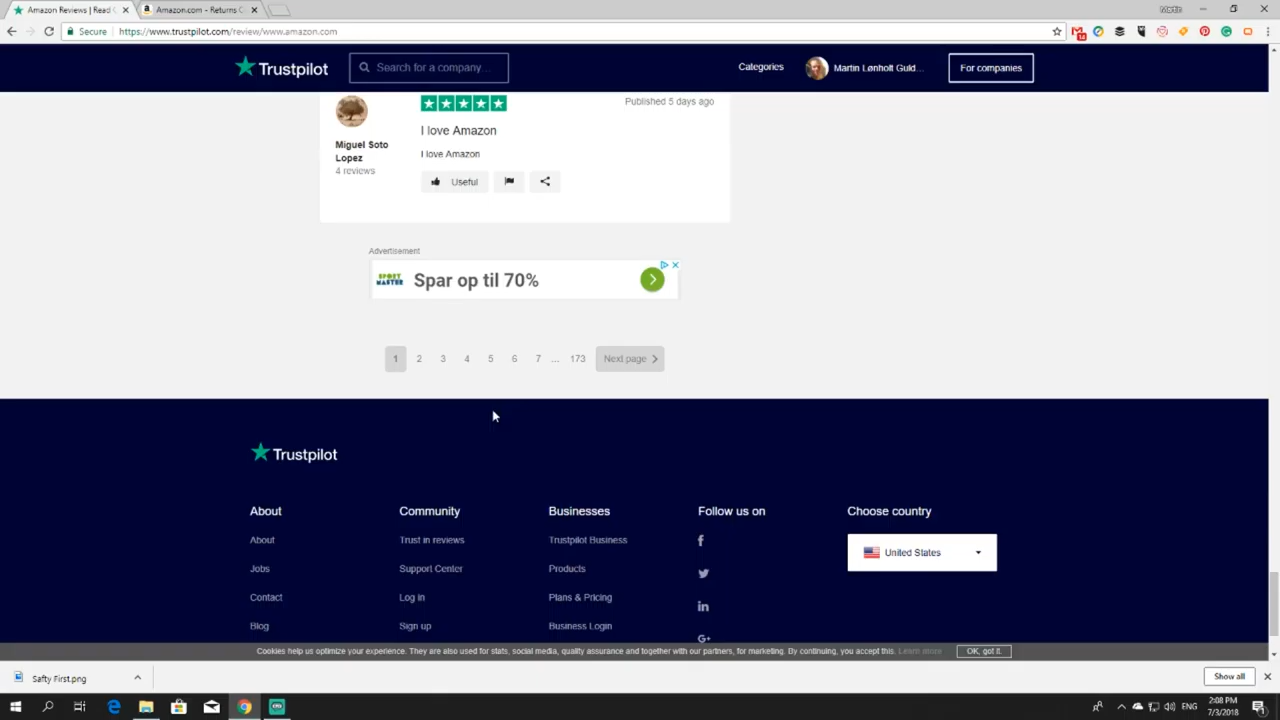 Amazon Reviews | Read C
Amazon.com - Returns C
Secure
https://www.trustpilot.com/review/www.amazon.com
Trustpilot
Search for a company...
Categories
Martin Lønholt Guld...
For companies
Published 5 days ago
I love Amazon
Miguel Soto
Lopez
4 reviews
I love Amazon
Useful
Advertisement
SPORT
MASTER
Spar op til 70%
1 2 3 4 5 6 7 ... 173 Next page
Trustpilot
About
Community
Businesses
Follow us on
Choose country
About
Trust in reviews
Trustpilot Business
United States
Jobs
Support Center
Products
Contact
Log in
Plans & Pricing
Blog
Sign up
Business Login
G+
Cookies help us optimize your experience. They are also used for stats, social media, quality assurance and together with our partners, for marketing. By continuing, you accept this. Learn more
OK, got it.
Safty First.png
Show all
ENG
2:08 PM
7/3/2018